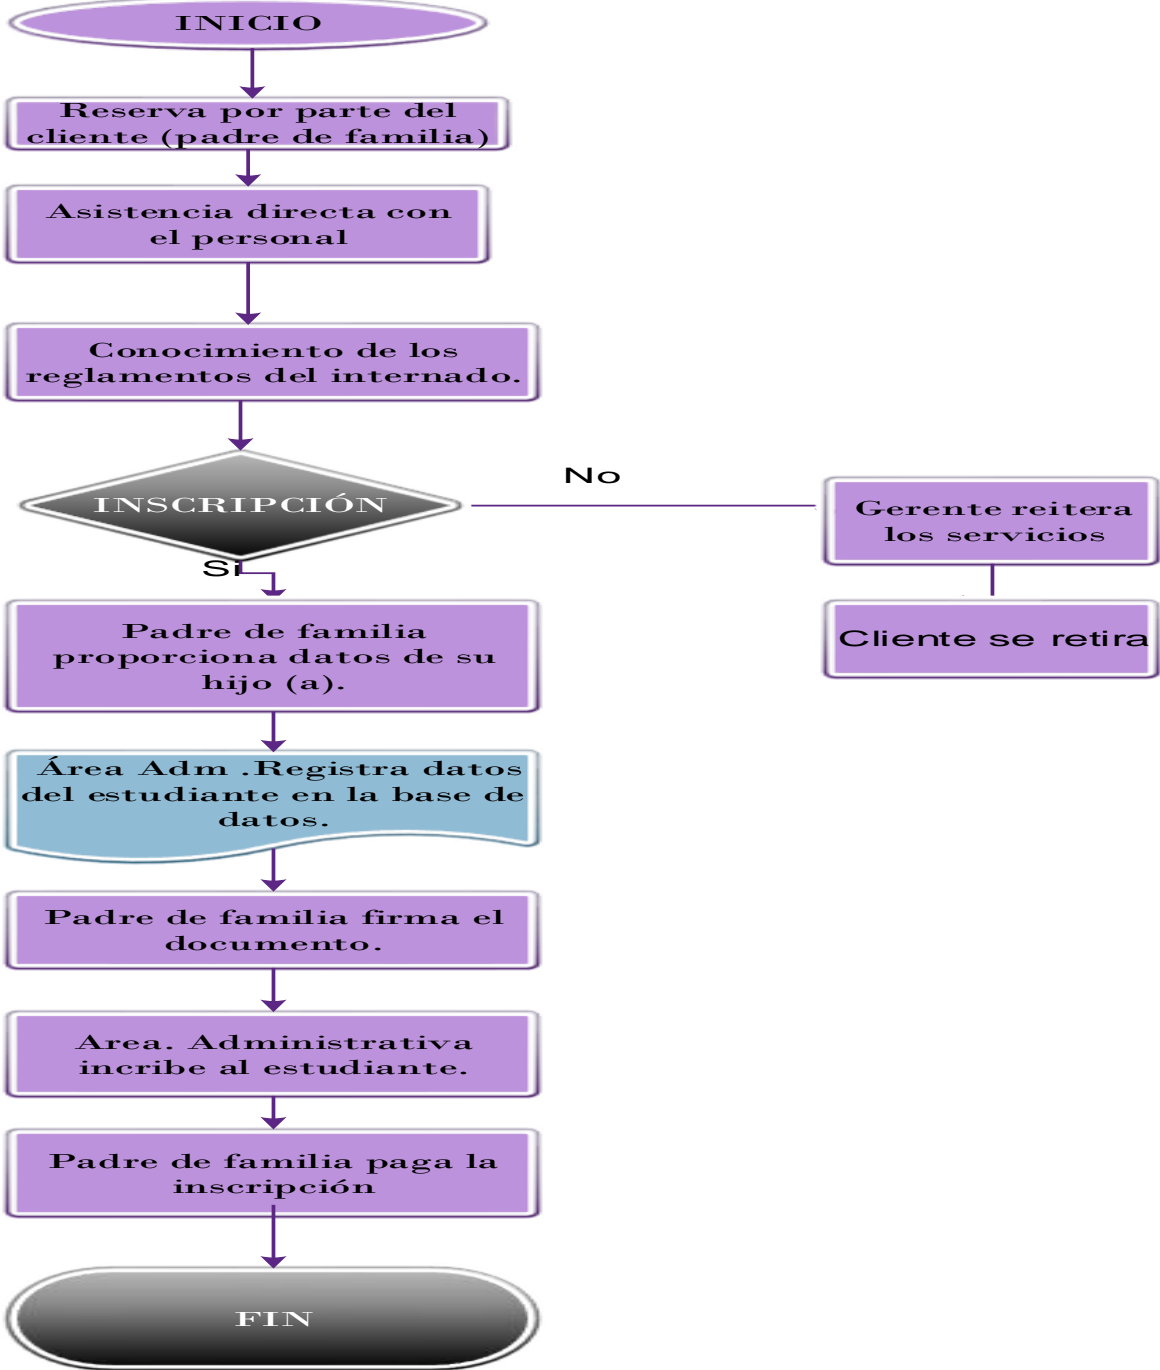 INICIO
Reserva por parte del
cliente (padre de familia)
Asistencia directa con
el personal
Conocimiento de los
reglamentos del internado.
INSCRIPCIÓN
No
Gerente reitera
los servicios
Cliente se retira
Si
Padre de familia
proporciona datos de su
hijo (a).
Área Adm .Registra datos
del estudiante en la base de
datos.
Padre de familia firma el
documento.
Area. Administrativa
incribe al estudiante.
Padre de familia paga la
inscripción
FIN